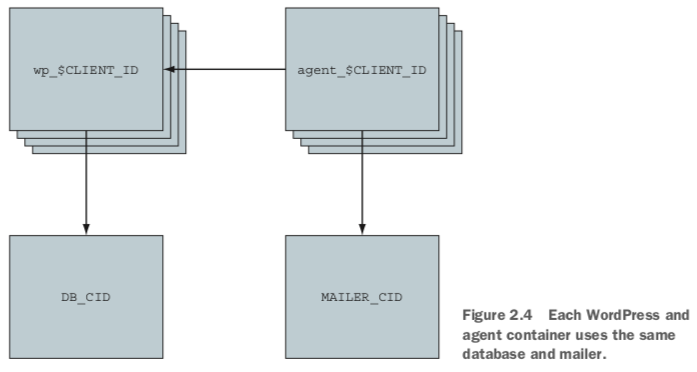 wp_$CLIENT_ID
agent_$CLIENT_ID
DB_CID
MAILER_CID
Figure 2.4 Each WordPress and
agent container uses the same
database and mailer.